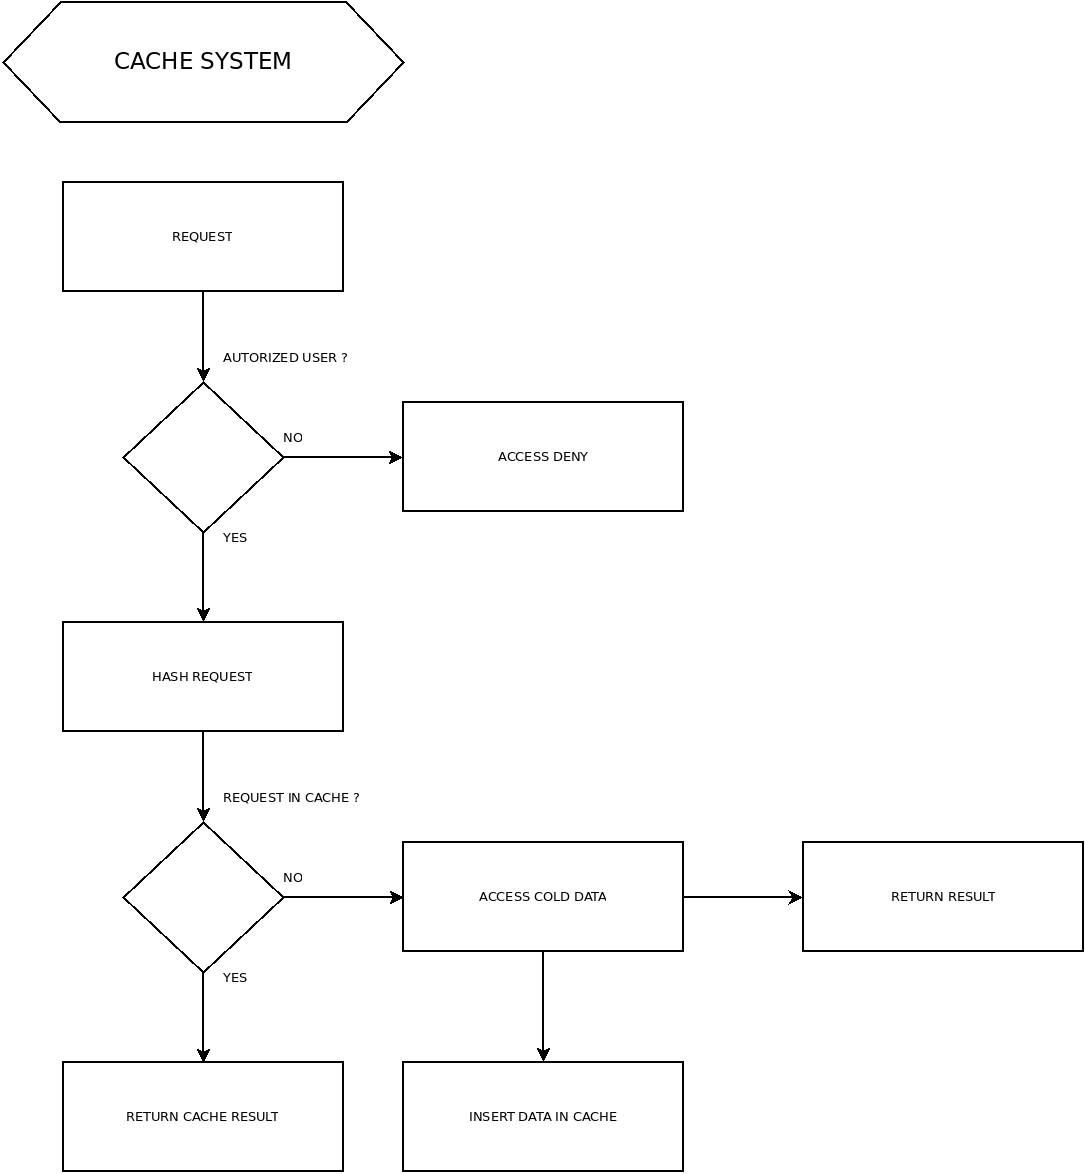 CACHE SYSTEM
REQUEST
AUTORIZED USER ?
NO
ACCESS DENY
YES
HASH REQUEST
REQUEST IN CACHE ?
NO
ACCESS COLD DATA
RETURN RESULT
YES
RETURN CACHE RESULT
INSERT DATA IN CACHE